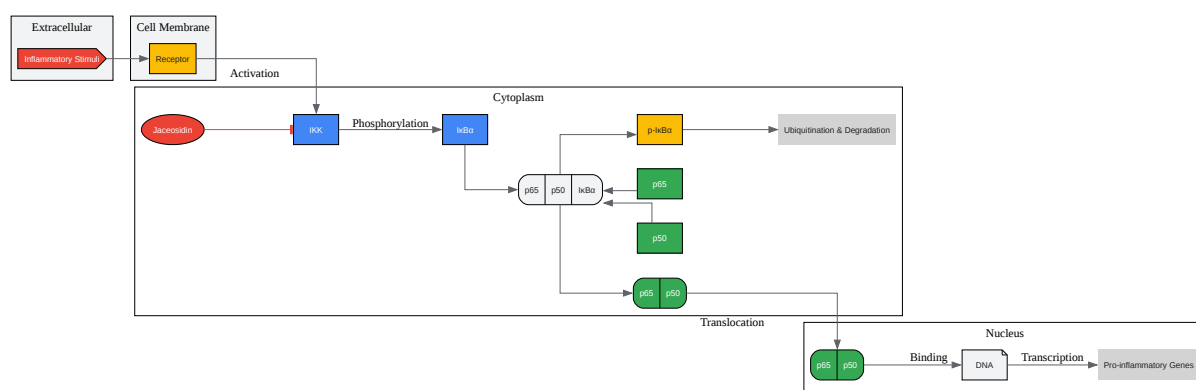 Extracellular
Cell Membrane
Inflammatory Stimuli
Receptor
Activation
Cytoplasm
Jaceosidin
IKK
Phosphorylation
IκBα
p-IκBα
Ubiquitination & Degradation
p65 p50 IκBα
p65
p50
p65 p50
Translocation
Nucleus
p65 p50
Binding
DNA
Transcription
Pro-inflammatory Genes